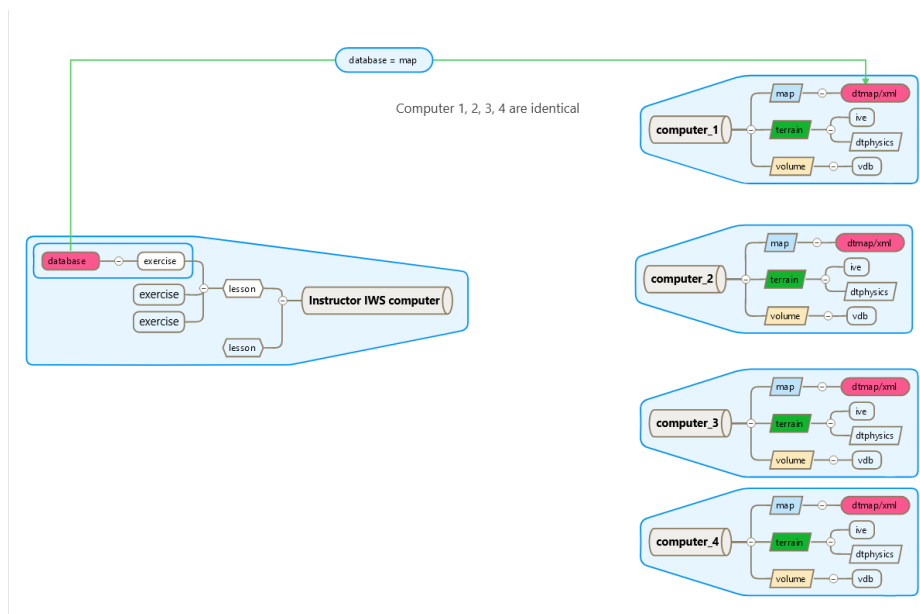 database = map
Computer 1, 2, 3, 4 are identical
map
dtmap/xml
computer_1
terrain
ive
dtphysics
volume
vdb
database
exercise
exercise
exercise
lesson
lesson
Instructor IWS computer
map
dtmap/xml
computer_2
terrain
ive
dtphysics
volume
vdb
map
dtmap/xml
computer_3
terrain
ive
dtphysics
volume
vdb
map
dtmap/xml
computer_4
terrain
ive
dtphysics
volume
vdb